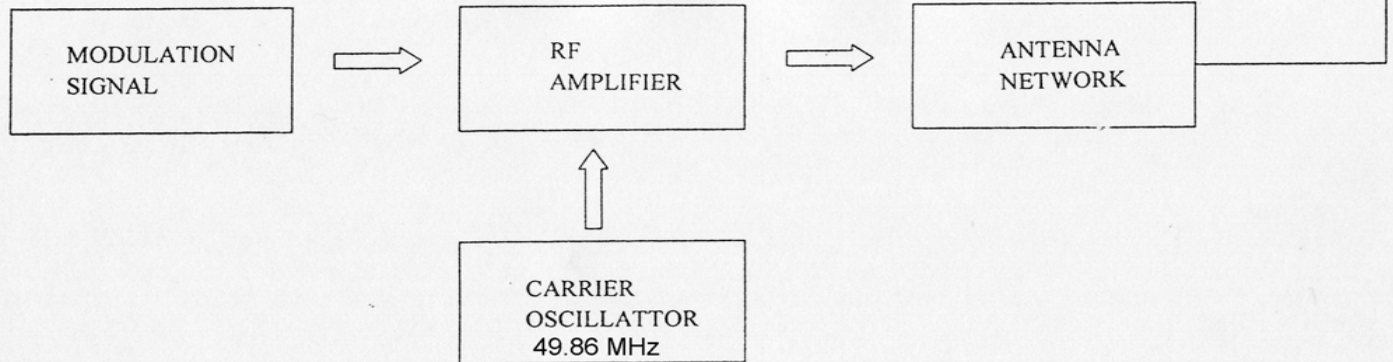 MODULATION
SIGNAL
RF
AMPLIFIER
ANTENNA
NETWORK
CARRIER
OSCILLATTOR
49.86 MHz